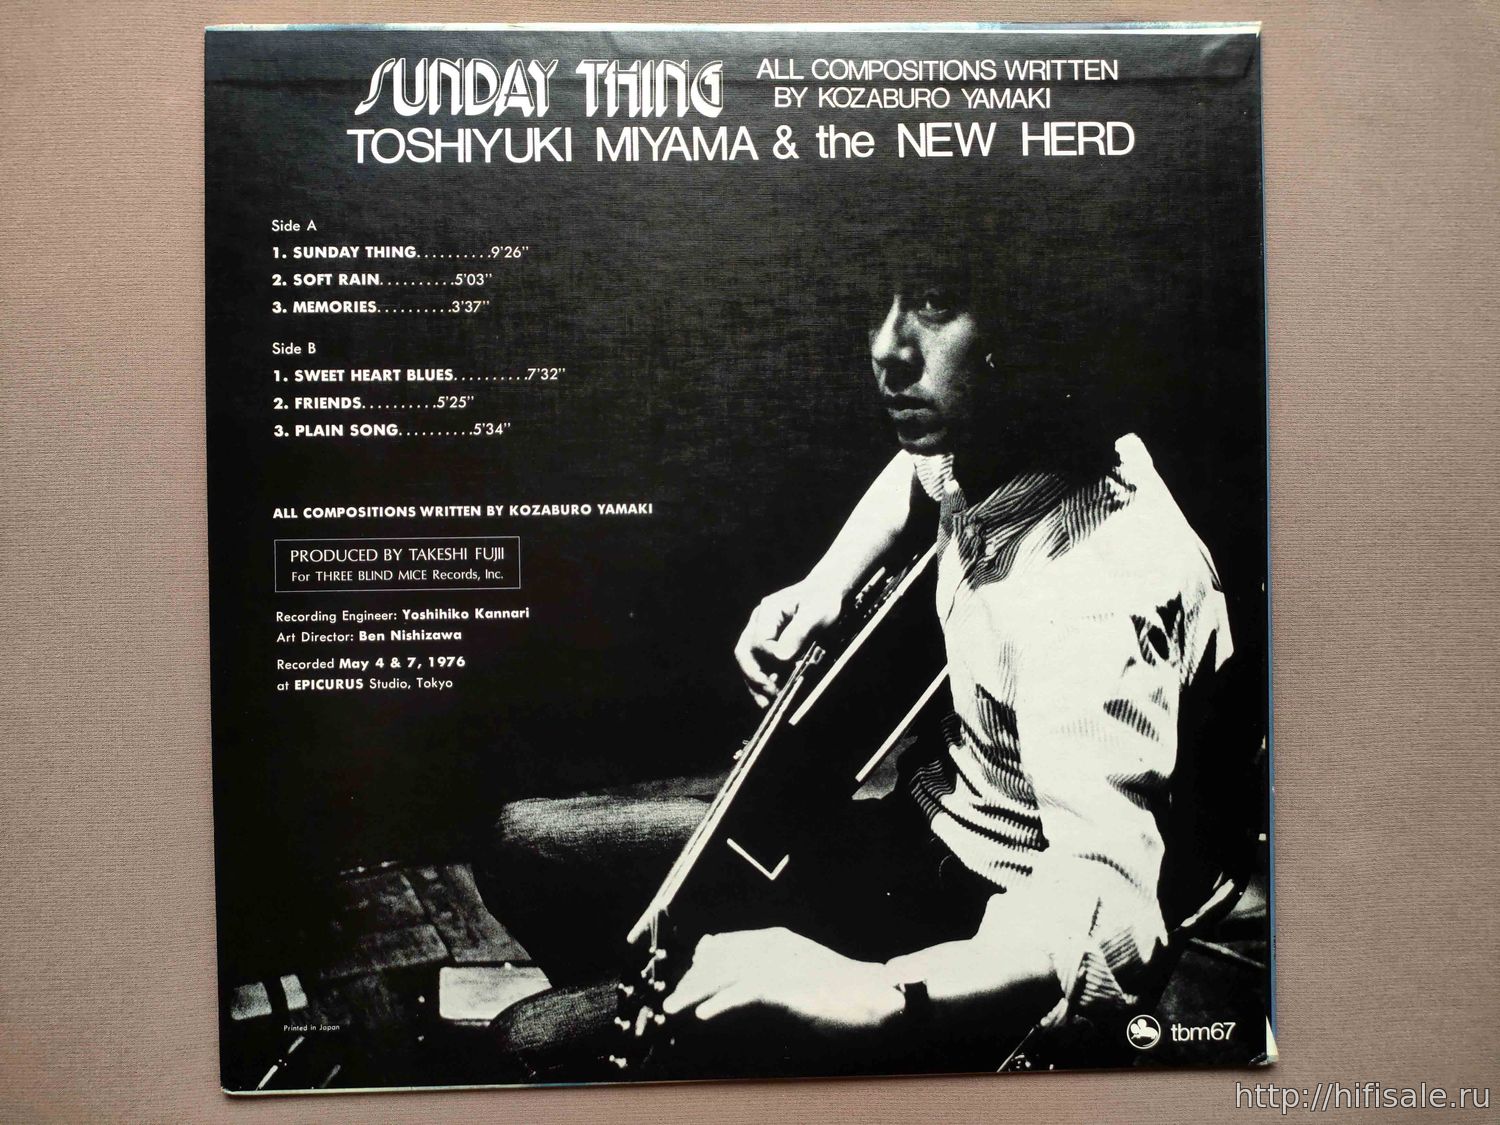 SUNDAY THING
ALL COMPOSITIONS WRITTEN
BY KOZABURO YAMAKI
TOSHIYUKI MIYAMA & the NEW HERD
Side A
1. SUNDAY THING..........9'26"
2. SOFT RAIN..........5'03"
3. MEMORIES..........3'37"
Side B
1. SWEET HEART BLUES..........7'32"
2. FRIENDS..........5'25"
3. PLAIN SONG..........5'34"
ALL COMPOSITIONS WRITTEN BY KOZABURO YAMAKI
PRODUCED BY TAKESHI FUJII
For THREE BLIND MICE Records, Inc.
Recording Engineer: Yoshihiko Kannari
Art Director: Ben Nishizawa
Recorded May 4 & 7, 1976
at EPICURUS Studio, Tokyo
Printed in Japan
tbm67
http://hifisale.ru